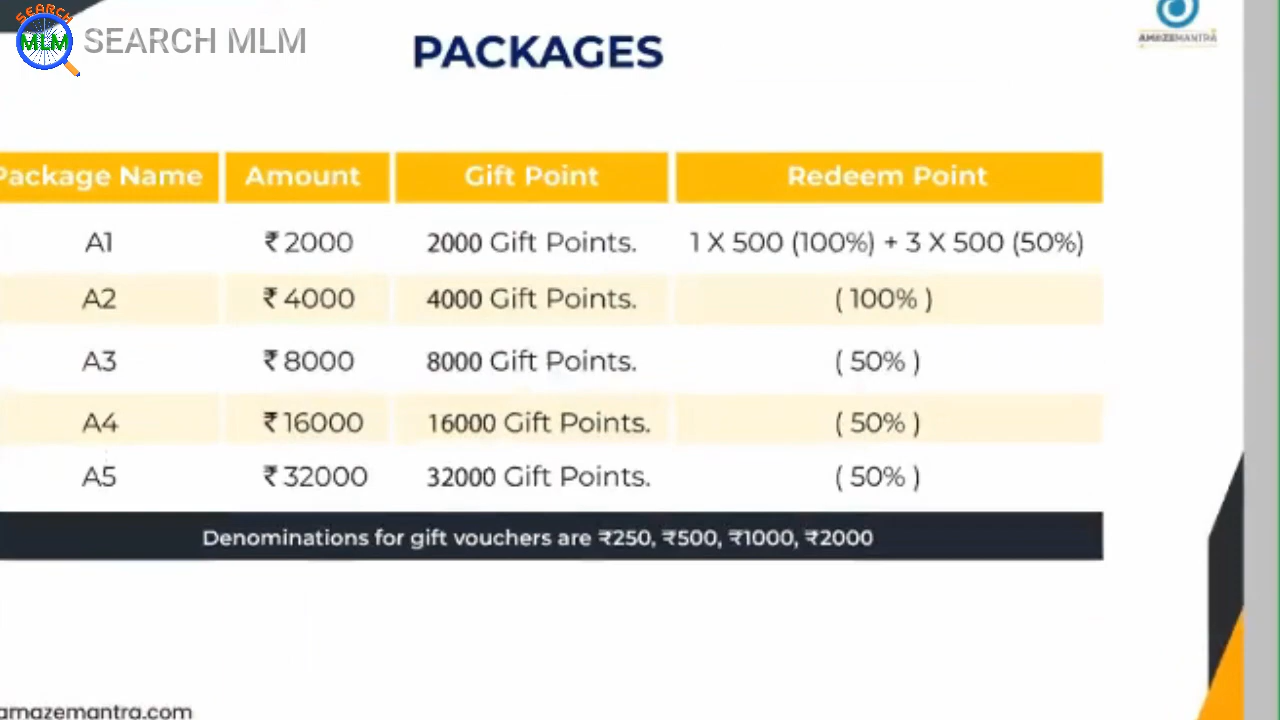 SEARCH
MLM
SEARCH MLM
AMAZEMANTRA
PACKAGES
Package Name Amount Gift Point Redeem Point
A1 ₹2000 2000 Gift Points. 1 X 500 (100%) + 3 X 500 (50%)
A2 ₹4000 4000 Gift Points. ( 100% )
A3 ₹8000 8000 Gift Points. ( 50% )
A4 ₹16000 16000 Gift Points. ( 50% )
A5 ₹32000 32000 Gift Points. ( 50% )
Denominations for gift vouchers are ₹250, ₹500, ₹1000, ₹2000
amazemantra.com